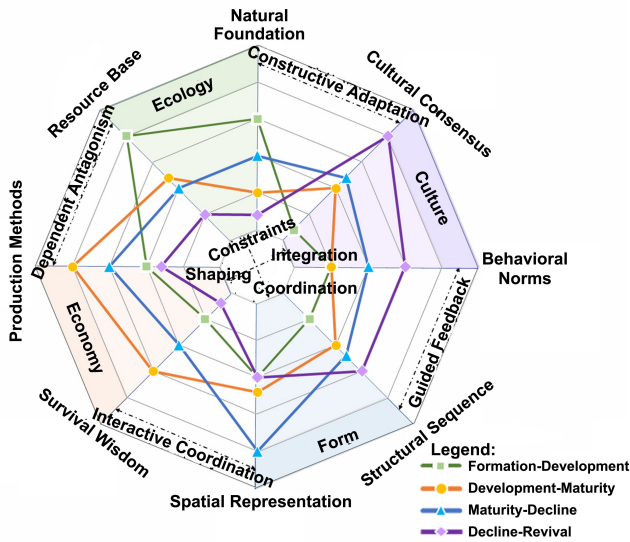 Natural
Foundation
Constructive Adaptation
Cultural Consensus
Resource Base
Ecology
Dependent Antagonism
Culture
Production Methods
Constraints
Integration
Behavioral
Norms
Shaping
Coordination
Economy
Guided Feedback
Survival Wisdom
Interactive Coordination
Form
Structural Sequence
Spatial Representation
Legend:
Formation-Development
Development-Maturity
Maturity-Decline
Decline-Revival